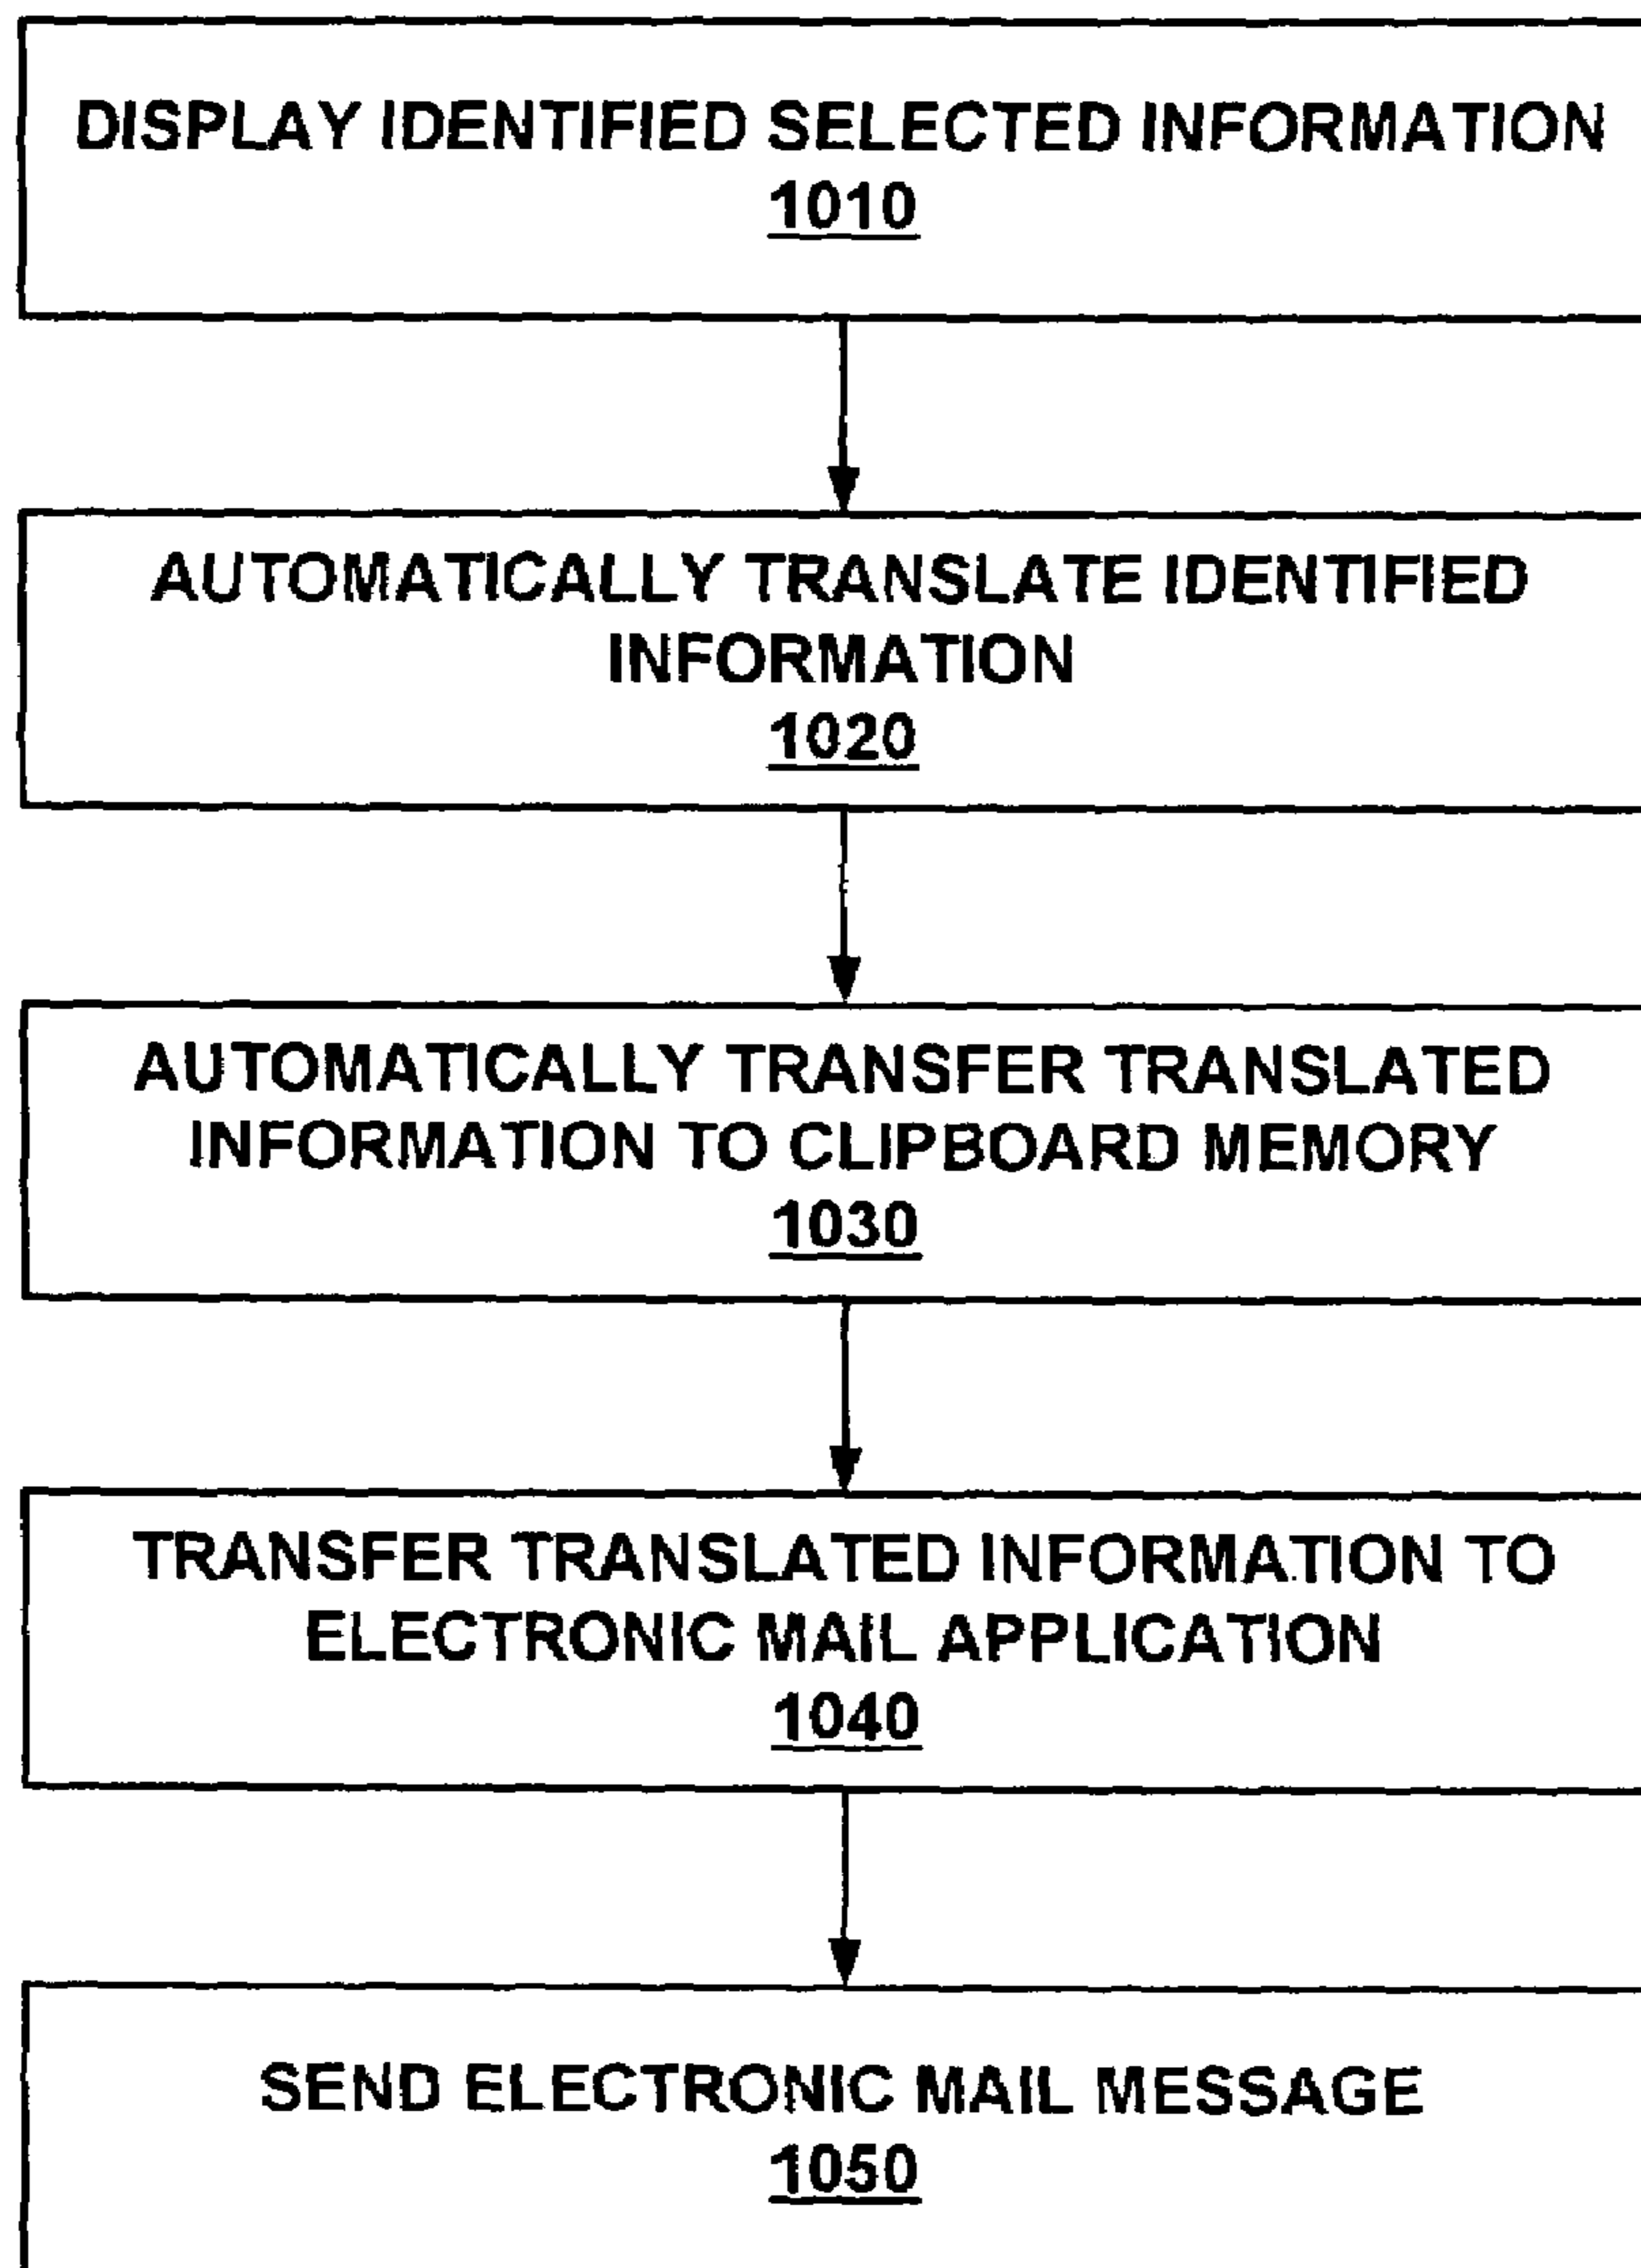 DISPLAY IDENTIFIED SELECTED INFORMATION
1010
AUTOMATICALLY TRANSLATE IDENTIFIED
INFORMATION
1020
AUTOMATICALLY TRANSFER TRANSLATED
INFORMATION TO CLIPBOARD MEMORY
1030
TRANSFER TRANSLATED INFORMATION TO
ELECTRONIC MAIL APPLICATION
1040
SEND ELECTRONIC MAIL MESSAGE
1050